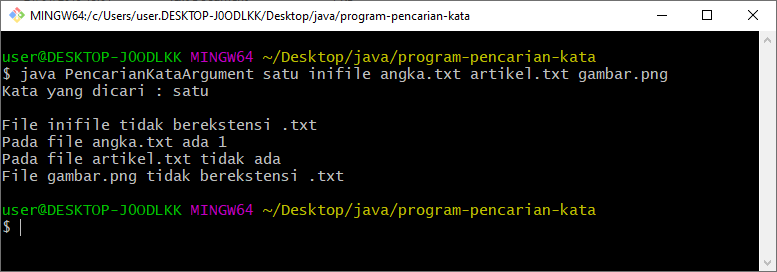 MINGW64:/c/Users/user.DESKTOP-J0ODLKK/Desktop/java/program-pencarian-kata
user@DESKTOP-J0ODLKK MINGW64 ~/Desktop/java/program-pencarian-kata
$ java PencarianKataArgument satu inifile angka.txt artikel.txt gambar.png
Kata yang dicari : satu
File inifile tidak berekstensi .txt
Pada file angka.txt ada 1
Pada file artikel.txt tidak ada
File gambar.png tidak berekstensi .txt
user@DESKTOP-J0ODLKK MINGW64 ~/Desktop/java/program-pencarian-kata
$